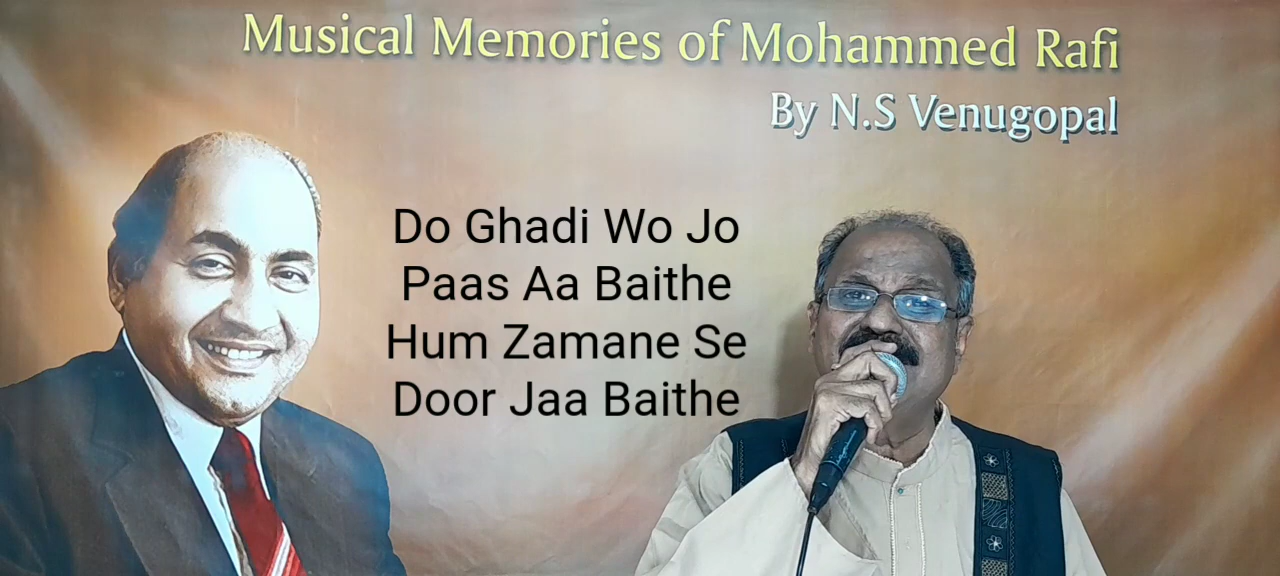 Musical Memories of Mohammed Rafi
By N.S Venugopal
Do Ghadi Wo Jo
Paas Aa Baithe
Hum Zamane Se
Door Jaa Baithe